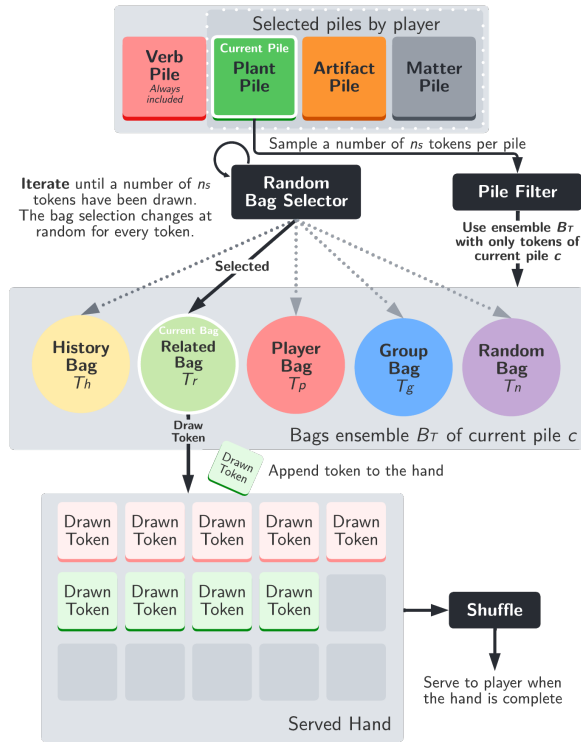 Selected piles by player
Verb
Pile
Always
included
Current Pile
Plant
Pile
Artifact
Pile
Matter
Pile
Sample a number of ns tokens per pile
Iterate until a number of ns
tokens have been drawn.
The bag selection changes at
random for every token.
Random
Bag Selector
Pile Filter
Use ensemble BT
with only tokens of
current pile c
Selected
History
Bag
Th
Current Bag
Related
Bag
Tr
Player
Bag
Tp
Group
Bag
Tg
Random
Bag
Tn
Draw
Token
Bags ensemble BT of current pile c
Drawn
Token
Append token to the hand
Drawn
Token
Drawn
Token
Drawn
Token
Drawn
Token
Drawn
Token
Drawn
Token
Drawn
Token
Drawn
Token
Drawn
Token
Shuffle
Serve to player when
the hand is complete
Served Hand